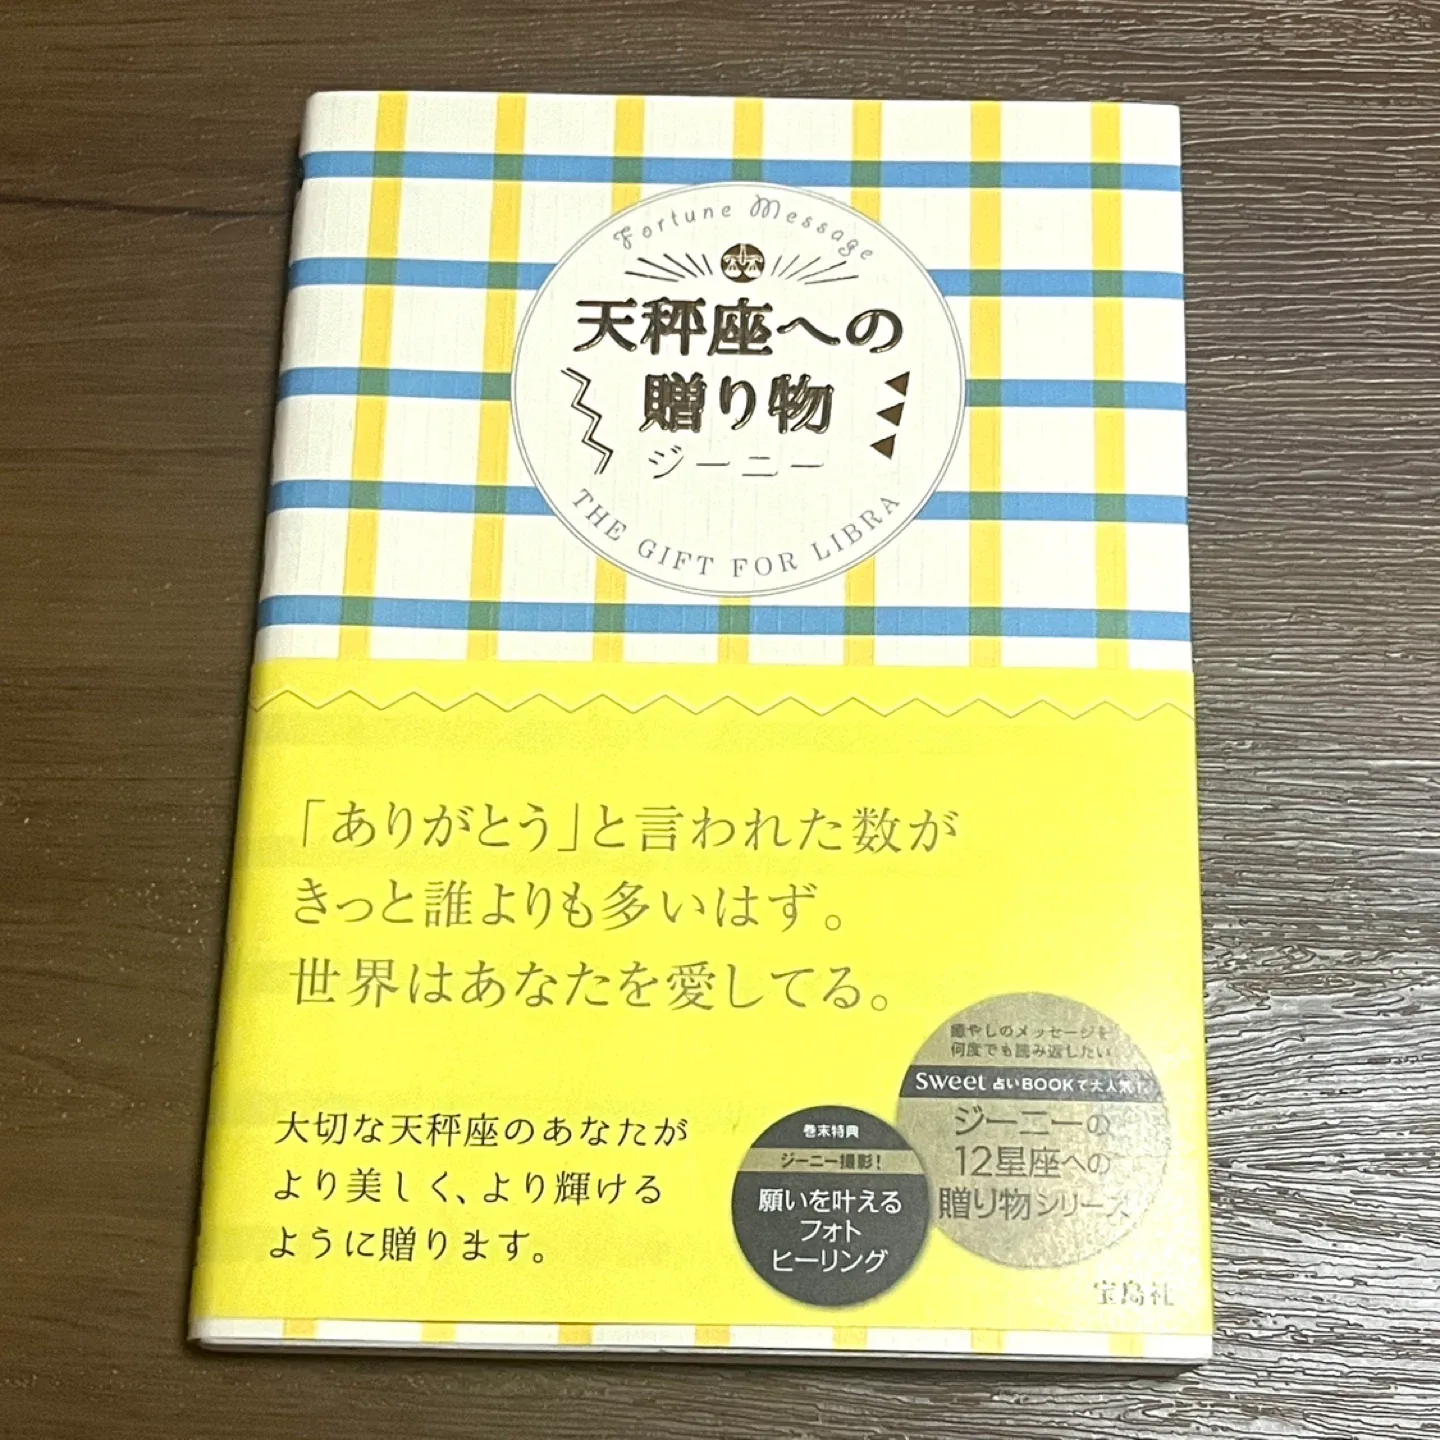 Fortune Message
天秤座への
贈り物
ジーニー
THE GIFT FOR LIBRA
「ありがとう」と言われた数が
きっと誰よりも多いはず。
世界はあなたを愛してる。
大切な天秤座のあなたが
より美しく、より輝ける
ように贈ります。
巻末特典
ジーニー撮影!
願いを叶える
フォト
ヒーリング
癒やしのメッセージを
何度でも読み返したい
sweet 占いBOOKで大人気!
ジーニーの
12星座への
贈り物シリーズ
宝島社